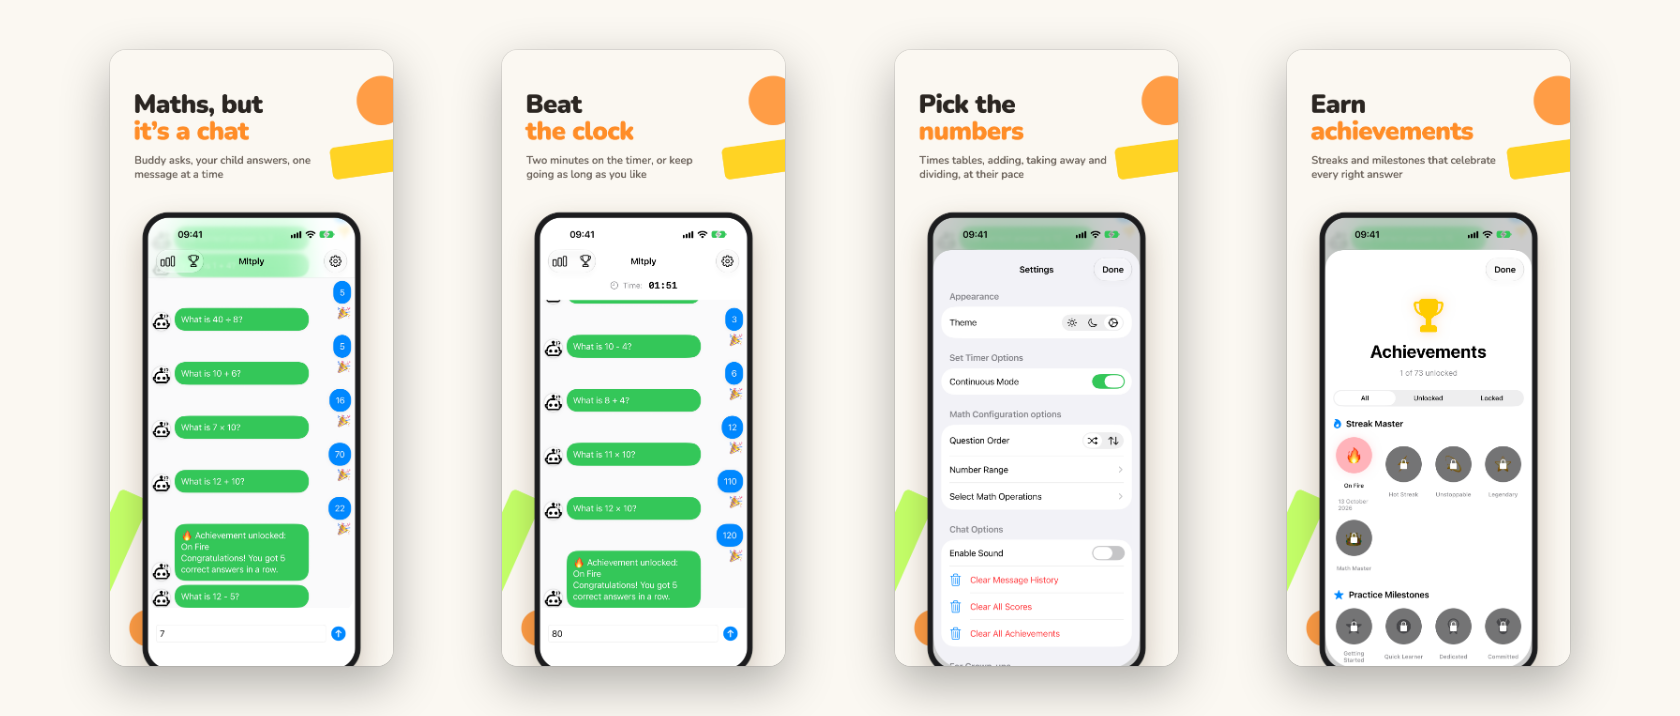 Maths, but
it's a chat
Buddy asks, your child answers, one
message at a time
09:41
Mltply
5
What is 40 ÷ 8?
5
What is 10 + 6?
16
What is 7 × 10?
70
What is 12 + 10?
22
🔥 Achievement unlocked:
On Fire
Congratulations! You got 5
correct answers in a row.
What is 12 - 5?
7
Beat
the clock
Two minutes on the timer, or keep
going as long as you like
09:41
Mltply
Time: 01:51
3
What is 10 - 4?
6
What is 8 + 4?
12
What is 11 × 10?
110
What is 12 × 10?
120
🔥 Achievement unlocked:
On Fire
Congratulations! You got 5
correct answers in a row.
80
Pick the
numbers
Times tables, adding, taking away and
dividing, at their pace
09:41
Settings
Done
Appearance
Theme
Set Timer Options
Continuous Mode
Math Configuration options
Question Order
Number Range
Select Math Operations
Chat Options
Enable Sound
Clear Message History
Clear All Scores
Clear All Achievements
For Grown-ups
Earn
achievements
Streaks and milestones that celebrate
every right answer
09:41
Done
Achievements
1 of 73 unlocked
All Unlocked Locked
Streak Master
On Fire Hot Streak Unstoppable Legendary
12 October
2026
Math Master
Practice Milestones
Getting Quick Learner Dedicated Committed
Started